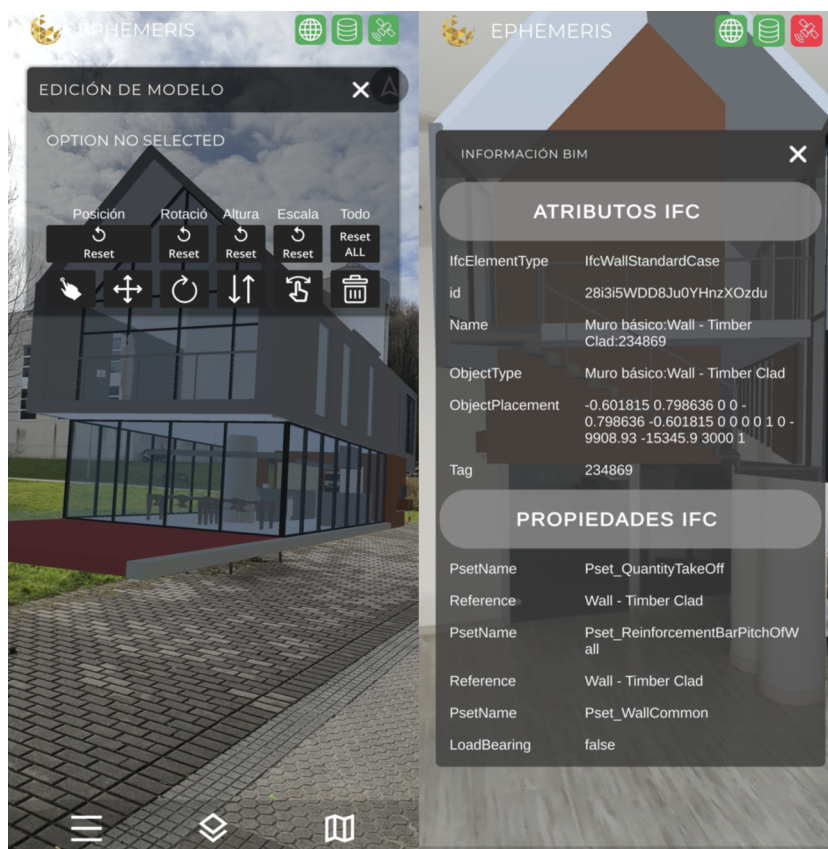 EPHEMERIS
EDICIÓN DE MODELO
OPTION NO SELECTED
Posición Rotació Altura Escala Todo
Reset Reset Reset Reset Reset ALL
EPHEMERIS
INFORMACIÓN BIM
ATRIBUTOS IFC
IfcElementType IfcWallStandardCase
id 28i3i5WDD8Ju0YHnzXOzdu
Name Muro básico:Wall - Timber
Clad:234869
ObjectType Muro básico:Wall - Timber Clad
ObjectPlacement -0.601815 0.798636 0 0 -
0.798636 -0.601815 0 0 0 0 1 0 -
9908.93 -15345.9 3000 1
Tag 234869
PROPIEDADES IFC
PsetName Pset_QuantityTakeOff
Reference Wall - Timber Clad
PsetName Pset_ReinforcementBarPitchOfW
all
Reference Wall - Timber Clad
PsetName Pset_WallCommon
LoadBearing false